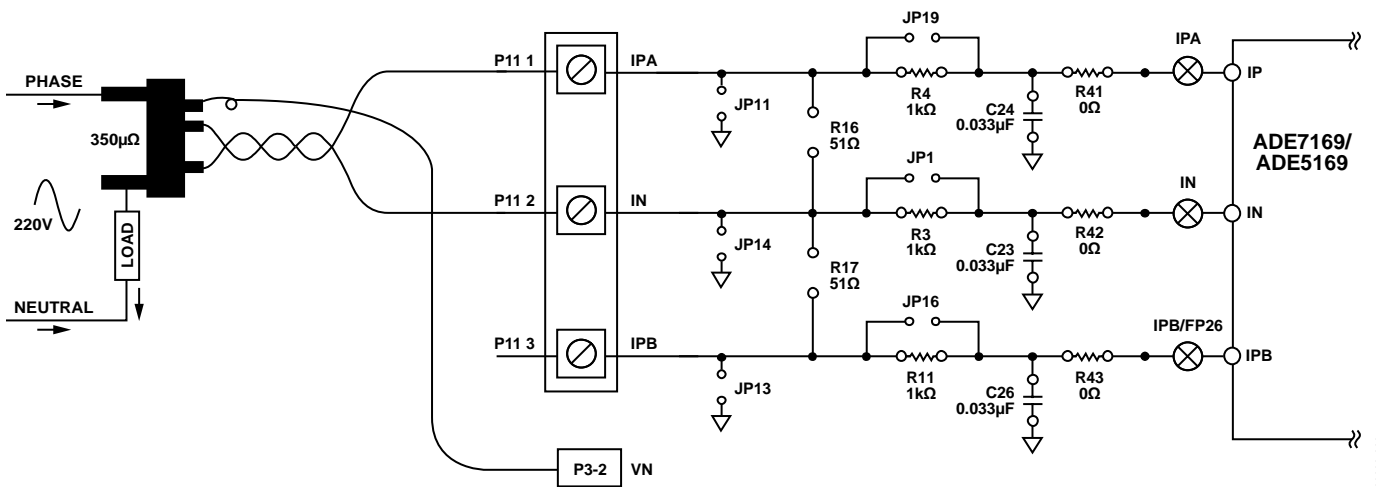 PHASE
350µΩ
220V
LOAD
NEUTRAL
P11 1
IPA
P11 2
IN
P11 3
IPB
P3-2
VN
JP11
JP14
JP13
R16
51Ω
R17
51Ω
JP19
R4
1kΩ
C24
0.033µF
R41
0Ω
IPA
IP
JP1
R3
1kΩ
C23
0.033µF
R42
0Ω
IN
IN
JP16
R11
1kΩ
C26
0.033µF
R43
0Ω
IPB/FP26
IPB
ADE7169/
ADE5169